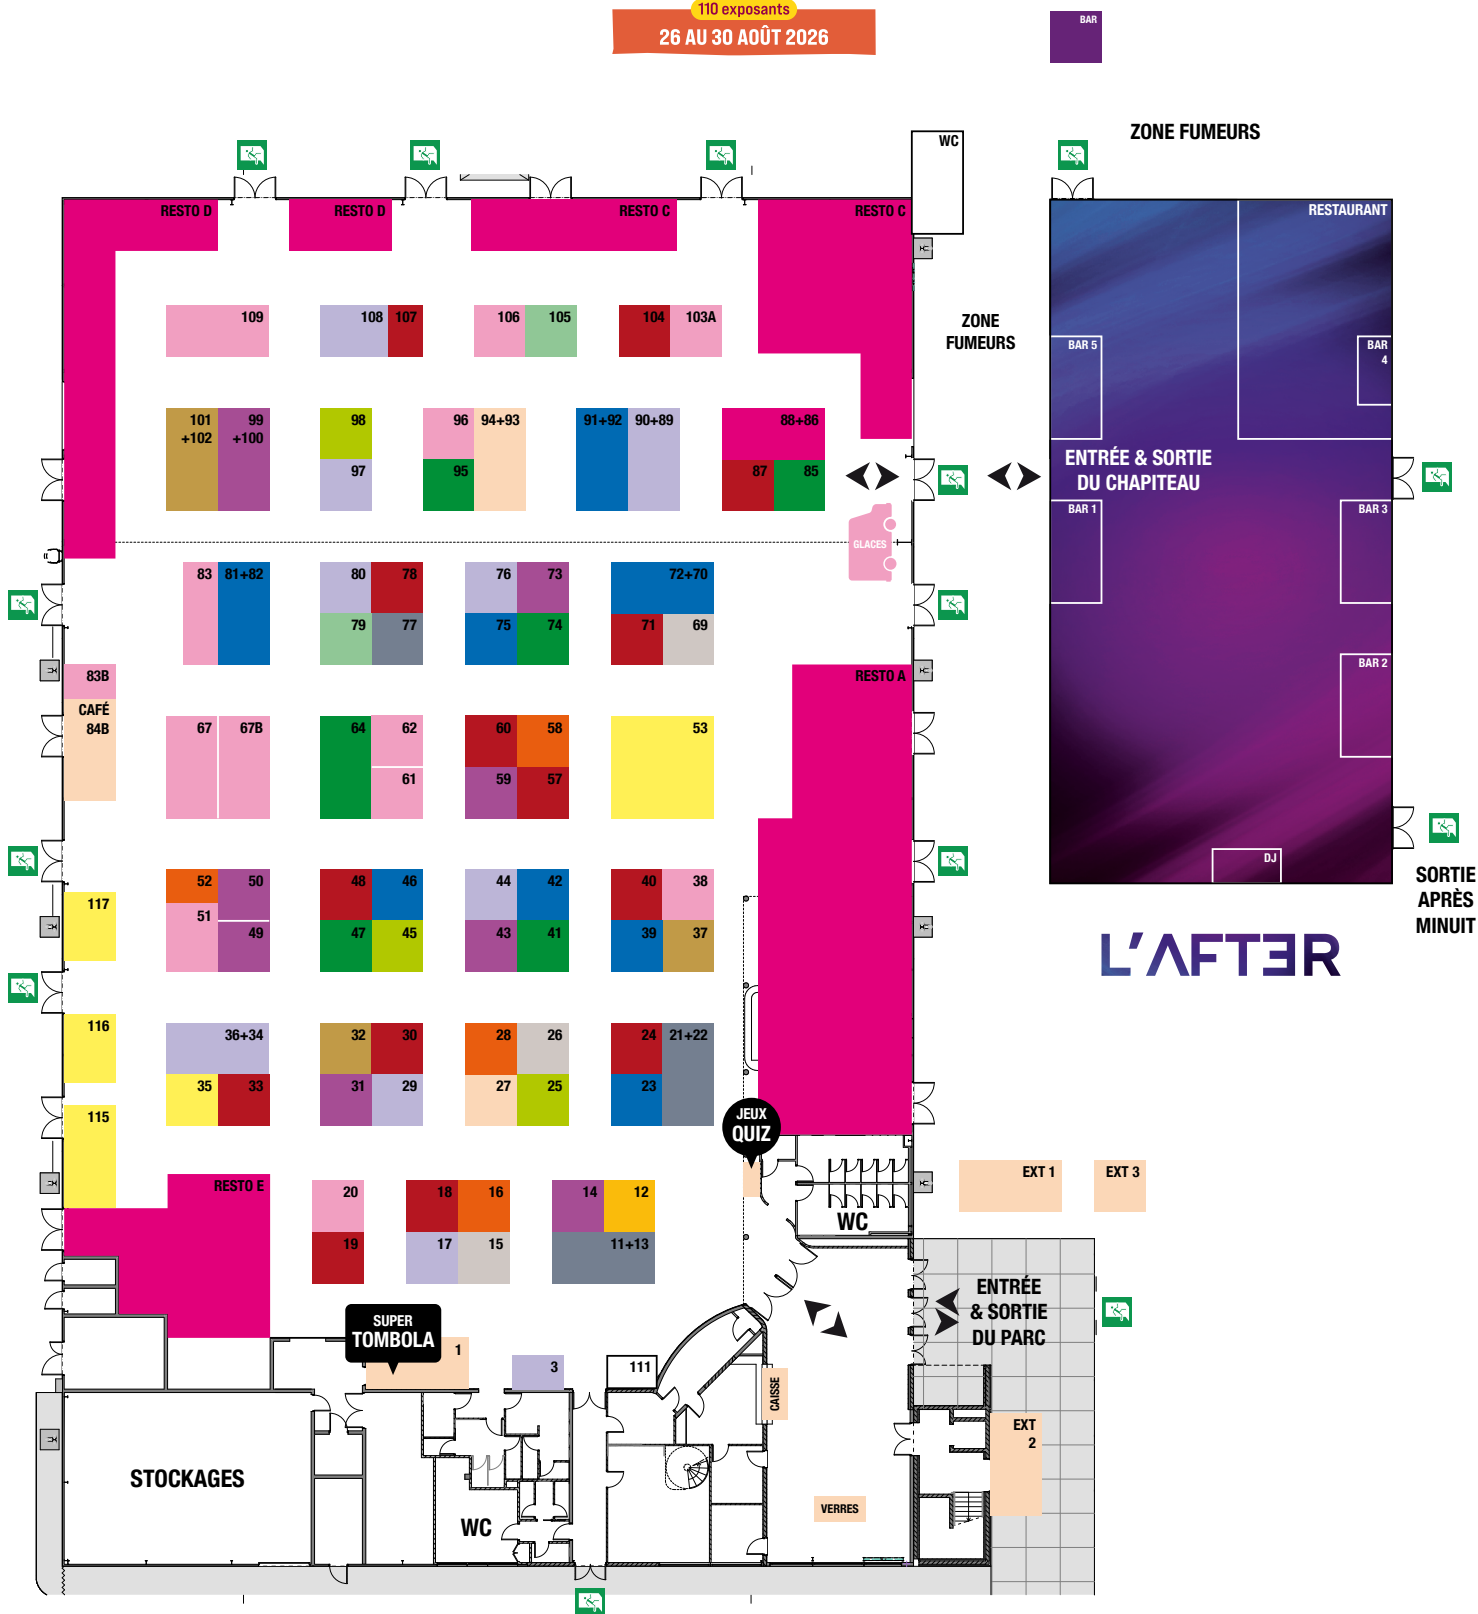 110 exposants
26 AU 30 AOÛT 2026
BAR
ZONE FUMEURS
WC
RESTO D
RESTO D
RESTO C
RESTO C
RESTAURANT
109
108
107
106
105
104
103A
ZONE
FUMEURS
BAR 5
BAR
4
101
+102
99
+100
98
97
96
95
94+93
91+92
90+89
88+86
87
85
ENTRÉE & SORTIE
DU CHAPITEAU
BAR 1
BAR 3
GLACES
83
81+82
80
78
79
77
76
73
75
74
72+70
71
69
BAR 2
83B
CAFÉ
84B
RESTO A
67
67B
64
62
61
60
58
59
57
53
DJ
SORTIE
APRÈS
MINUIT
L'AFTER
117
52
50
51
49
48
46
47
45
44
42
43
41
40
38
39
37
116
36+34
35
33
32
30
31
29
28
26
27
25
24
21+22
23
115
JEUX
QUIZ
RESTO E
20
19
18
16
17
15
14
12
11+13
WC
EXT 1
EXT 3
ENTRÉE
& SORTIE
DU PARC
SUPER
TOMBOLA
1
3
111
CAISSE
EXT
2
STOCKAGES
WC
VERRES